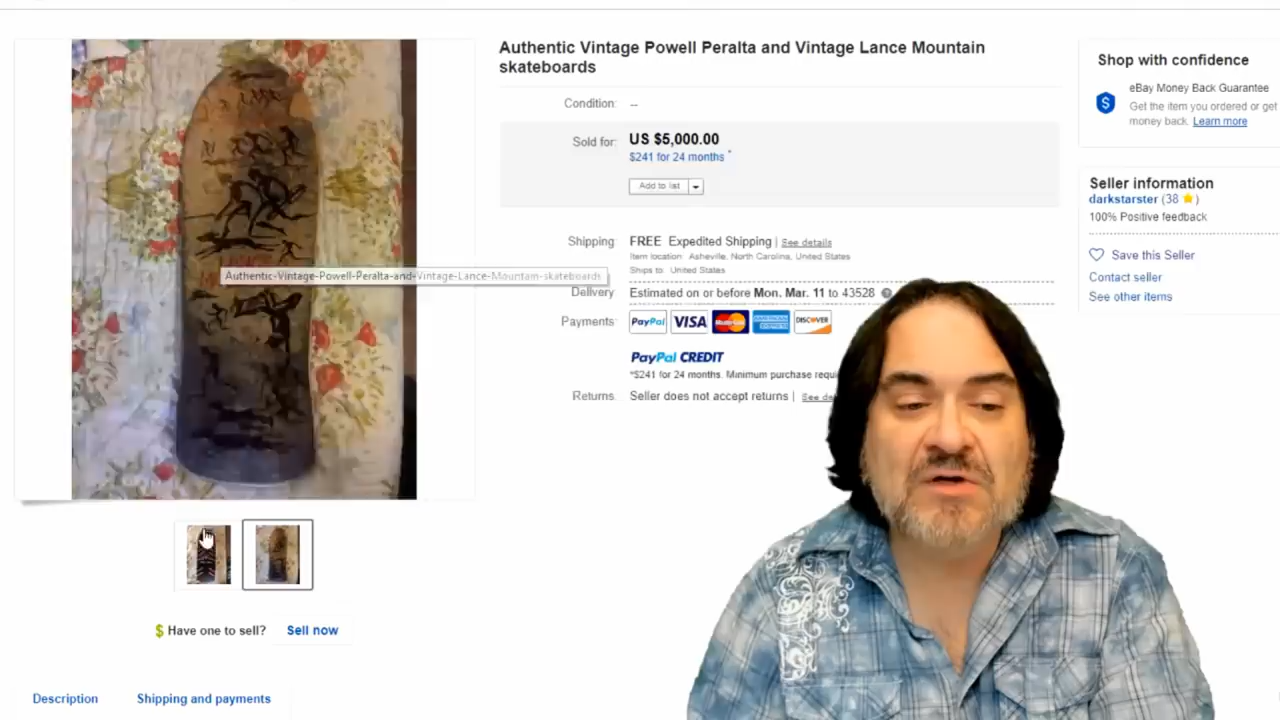 Authentic Vintage Powell Peralta and Vintage Lance Mountain
skateboards
Condition: --
Sold for: US $5,000.00
$241 for 24 months *
Add to list
Shipping: FREE Expedited Shipping | See details
Item location: Asheville, North Carolina, United States
Ships to: United States
Delivery: Estimated on or before Mon. Mar. 11 to 43528
Payments: PayPal VISA MasterCard AMERICAN EXPRESS DISCOVER
PayPal CREDIT
*$241 for 24 months. Minimum purchase
Returns: Seller does not accept returns | See
Shop with confidence
$ eBay Money Back Guarantee
Get the item you ordered or get
money back. Learn more
Seller information
darkstarster (38)
100% Positive feedback
Save this Seller
Contact seller
See other items
Authentic-Vintage-Powell-Peralta-and-Vintage-Lance-Mountain-skateboards
$ Have one to sell? Sell now
Description Shipping and payments